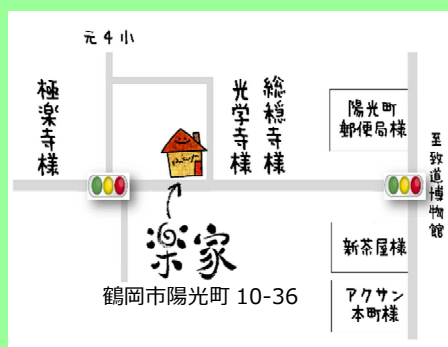 元4小
極楽寺様
光学寺様
総穏寺様
陽光町
郵便局様
至致道博物館
楽家
鶴岡市陽光町 10-36
新茶屋様
アクサン
本町様